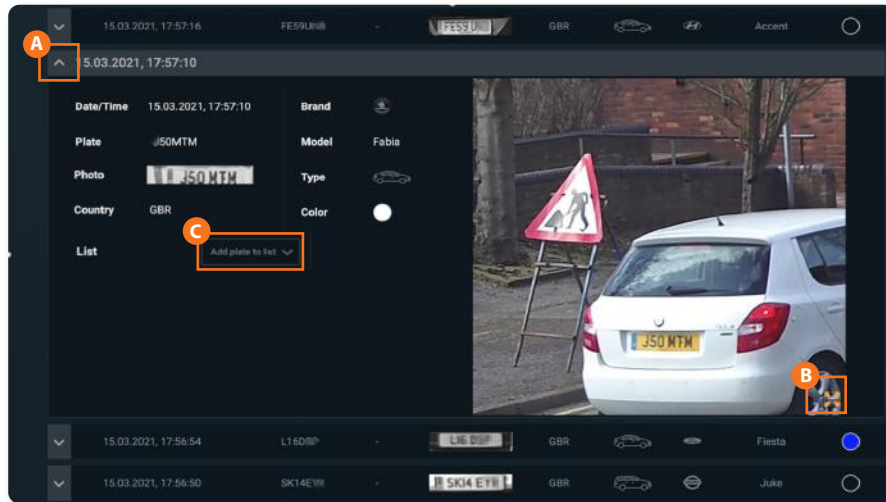 15.03.2021, 17:57:16 FE59U - FE59 U GBR Accent
A
15.03.2021, 17:57:10
Date/Time 15.03.2021, 17:57:10 Brand
Plate J50MTM Model Fabia
Photo J50 MTM Type
Country GBR Color
C
List Add plate to list
J50 MTM
B
15.03.2021, 17:56:54 L16D - L16 D GBR Fiesta
15.03.2021, 17:56:50 SK14E - SK14 E GBR Juke